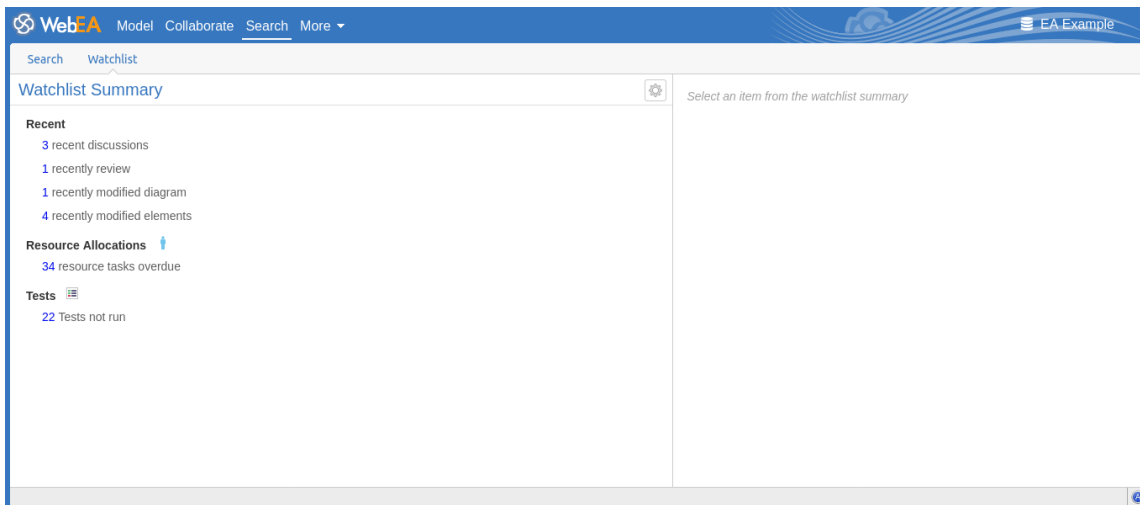 WebEA Model Collaborate Search More EA Example
Search Watchlist
Watchlist Summary
Select an item from the watchlist summary
Recent
3 recent discussions
1 recently review
1 recently modified diagram
4 recently modified elements
Resource Allocations
34 resource tasks overdue
Tests
22 Tests not run